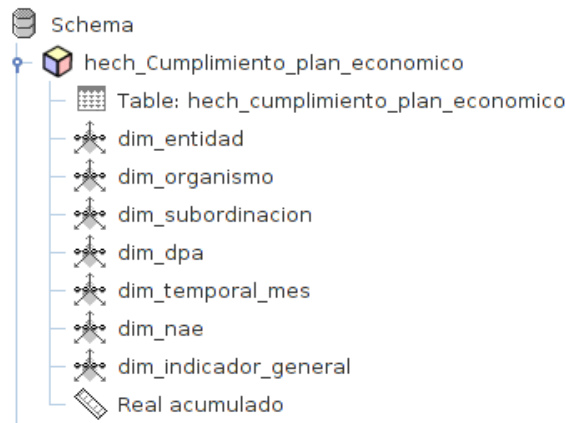 Schema
hech_Cumplimiento_plan_economico
Table: hech_cumplimiento_plan_economico
dim_entidad
dim_organismo
dim_subordinacion
dim_dpa
dim_temporal_mes
dim_nae
dim_indicador_general
Real acumulado